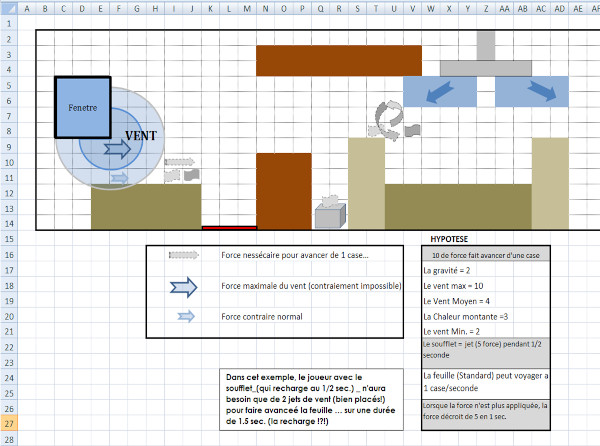 B C D E F G H I J K L M N O P Q R S T U V W X Y Z AA AB AC AD AE AF
1
2
3
4
5
6
Fenetre
7
8
VENT
9
10
11
12
13
14
15
HYPOTESE
16
Force nesséçaire pour avancer de 1 case...
10 de force fait avancer d'une case
17
La gravité = 2
18
Force maximale du vent (contraiement impossible)
Le vent max = 10
19
Le Vent Moyen = 4
20
Force contraire normal
La Chaleur montante =3
21
Le vent Min. = 2
22
Le soufflet = jet (5 force) pendant 1/2
seconde
23
24
Dans cet exemple, le joueur avec le
soufflet_(qui recharge au 1/2 sec.) _ n'aura
besoin que de 2 jets de vent (bien placés!)
pour faire avanceé la feuille ... sur une durée
de 1.5 sec. (la recharge !?!)
La feuille (Standard) peut voyager a
1 case/seconde
25
26
Lorsque la force n'est plus appliquée, la
force décroit de 5 en 1 sec.
27
28